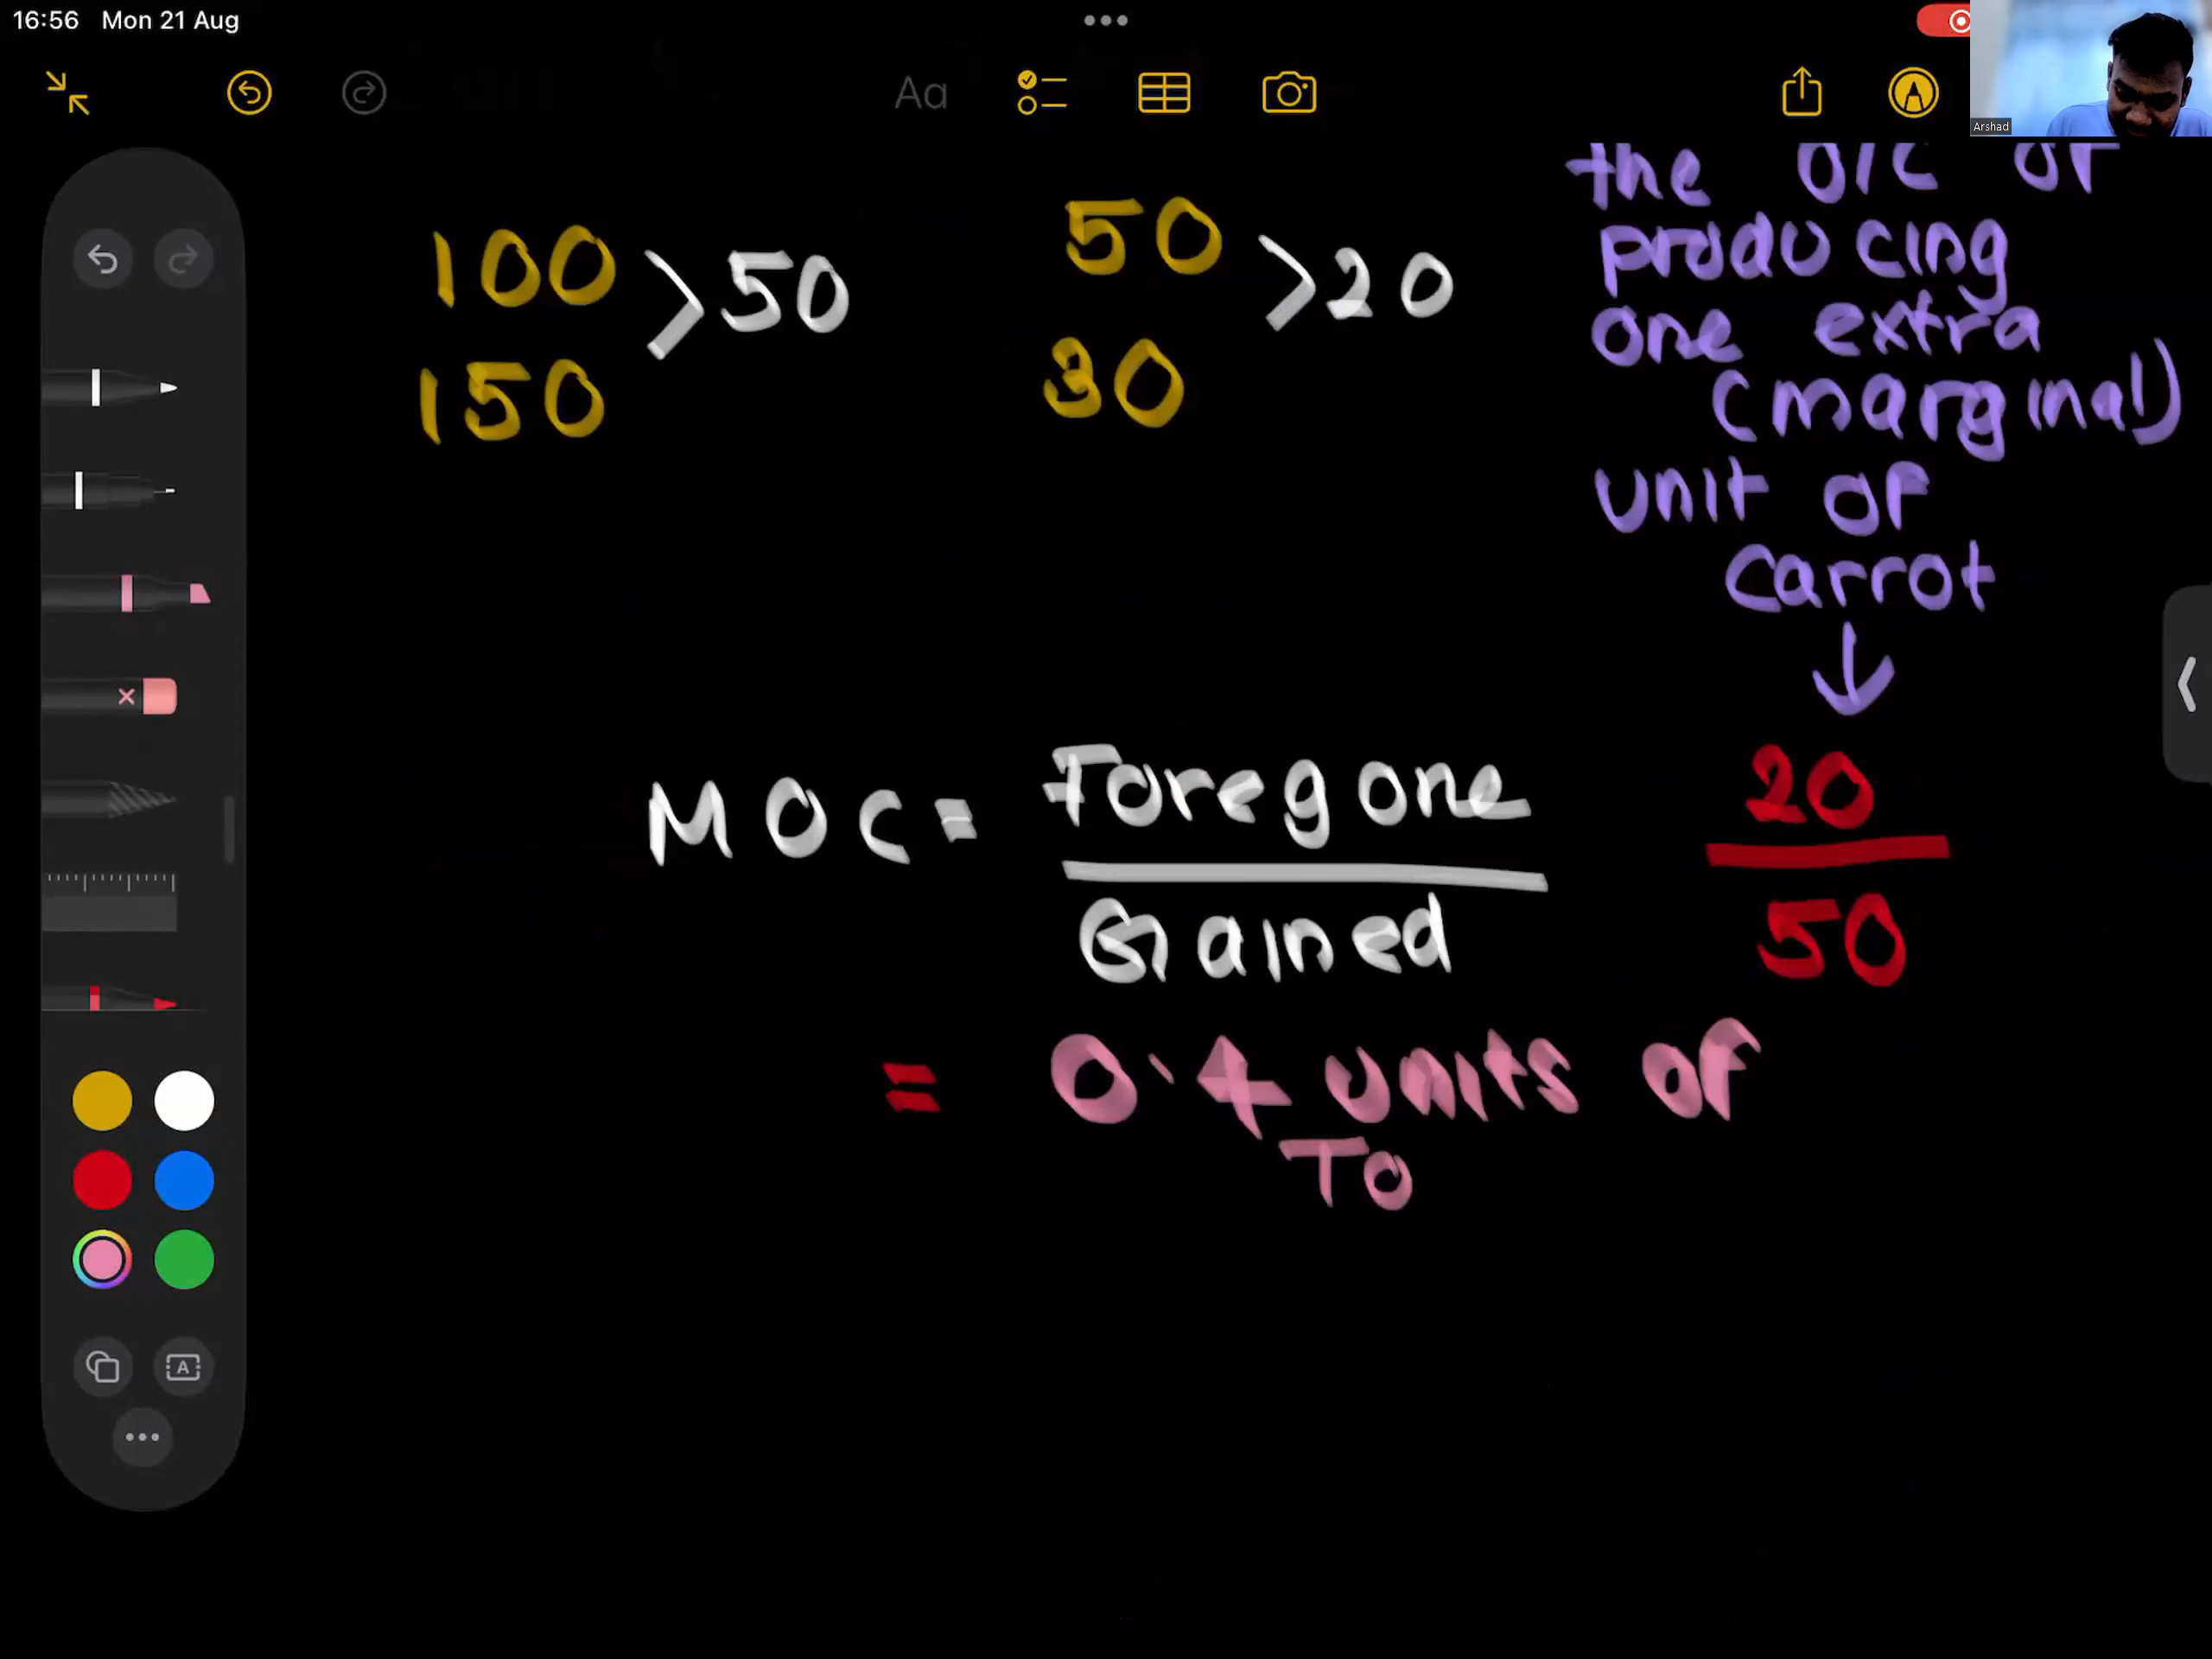 16:56 Mon 21 Aug
Aa
Arshad
the O/C of
producing
one extra
(marginal)
unit of
carrot
100 > 50
150
50 > 20
30
MOC = Foregone
Gained
20
50
= 0.4 units of
To
A